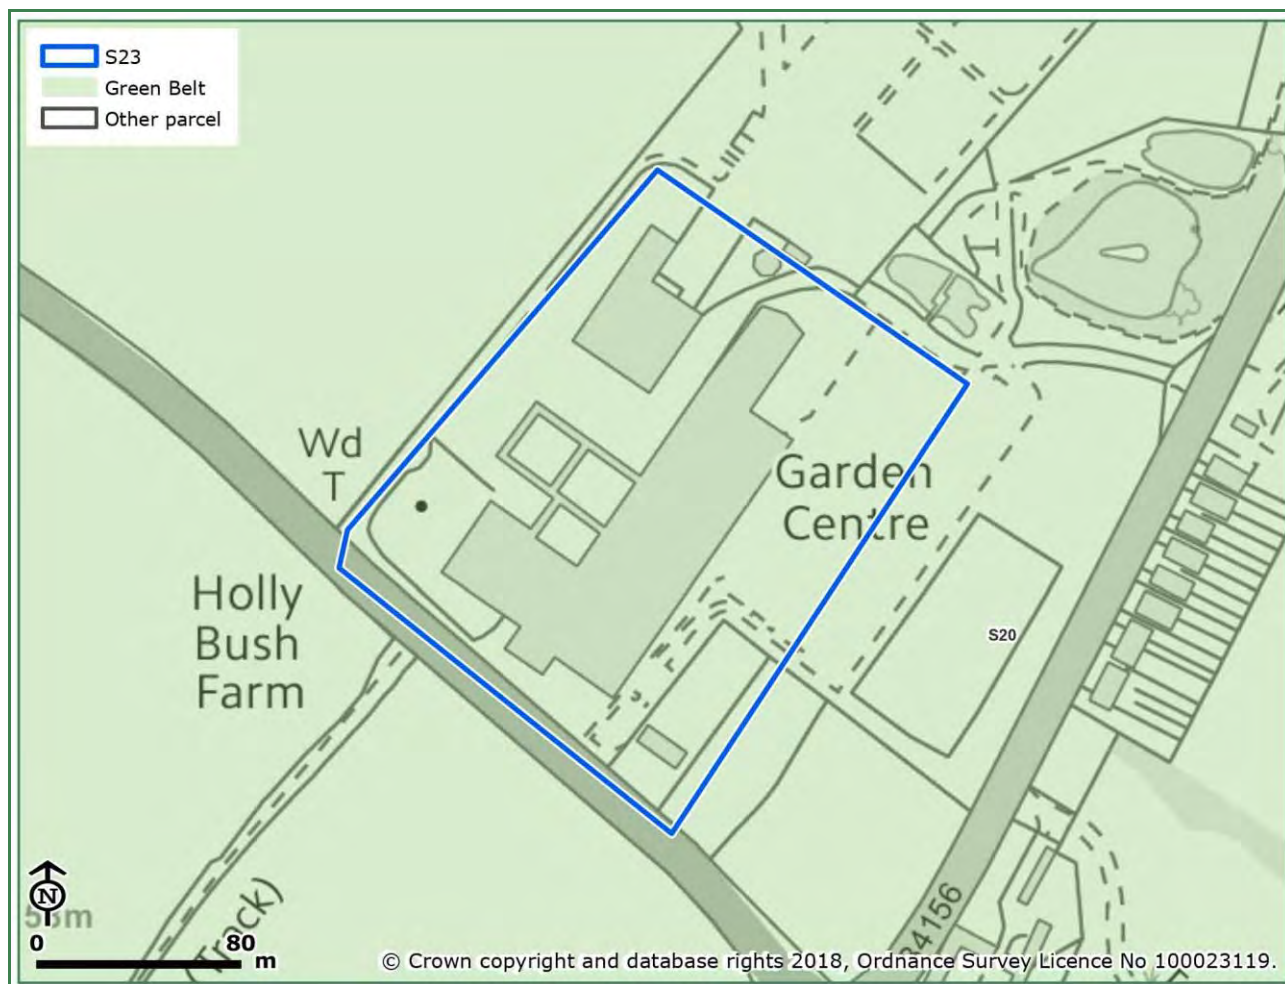 S23
Green Belt
Other parcel
Wd
T
Garden
Centre
Holly
Bush
Farm
S20
(Track)
N
0
80
m
© Crown copyright and database rights 2018, Ordnance Survey Licence No 100023119.